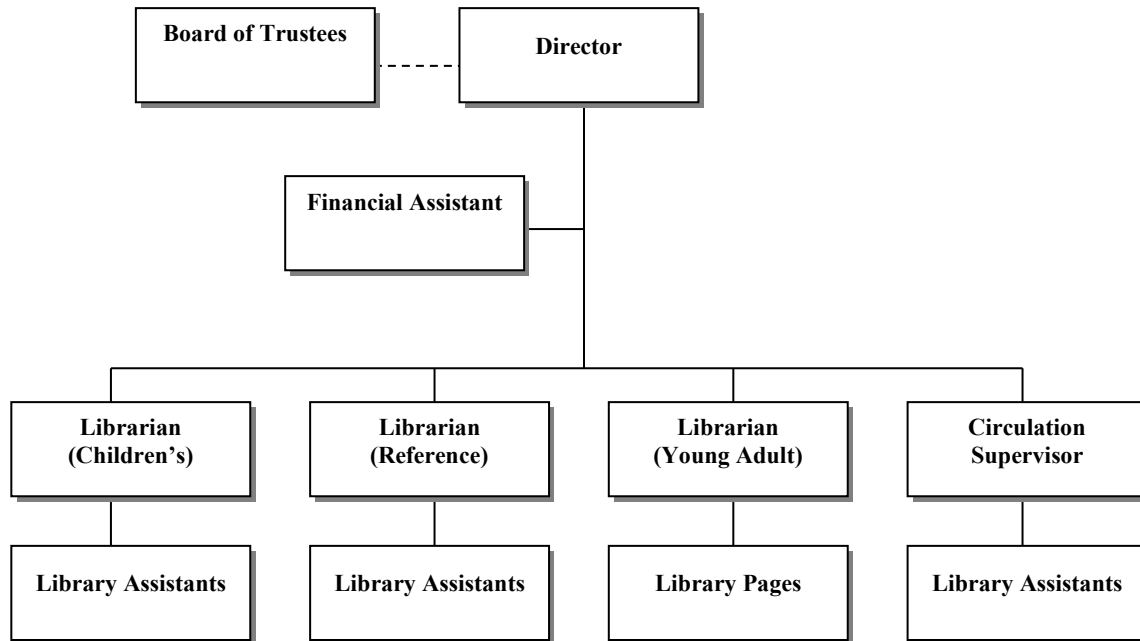 Board of Trustees
Director
Financial Assistant
Librarian
(Children’s)
Librarian
(Reference)
Librarian
(Young Adult)
Circulation
Supervisor
Library Assistants
Library Assistants
Library Pages
Library Assistants